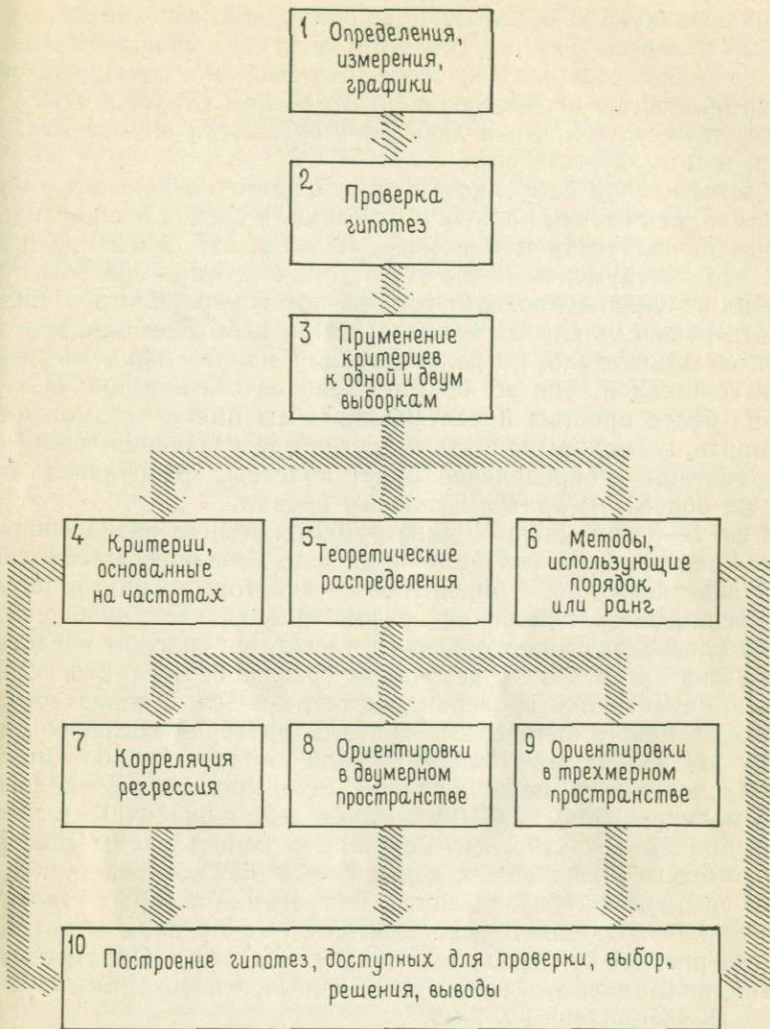 1 Определения,
измерения,
графики
2
Проверка
гипотез
3 Применение
критериев
к одной и двум
выборкам
4 Критерии,
основанные
на частотах
5
Теоретические
распределения
6 Методы,
использующие
порядок
или ранг
7
Корреляция
регрессия
8 Ориентировки
в двумерном
пространстве
9 Ориентировки
в трехмерном
пространстве
10
Построение гипотез, доступных для проверки, выбор,
решения, выводы